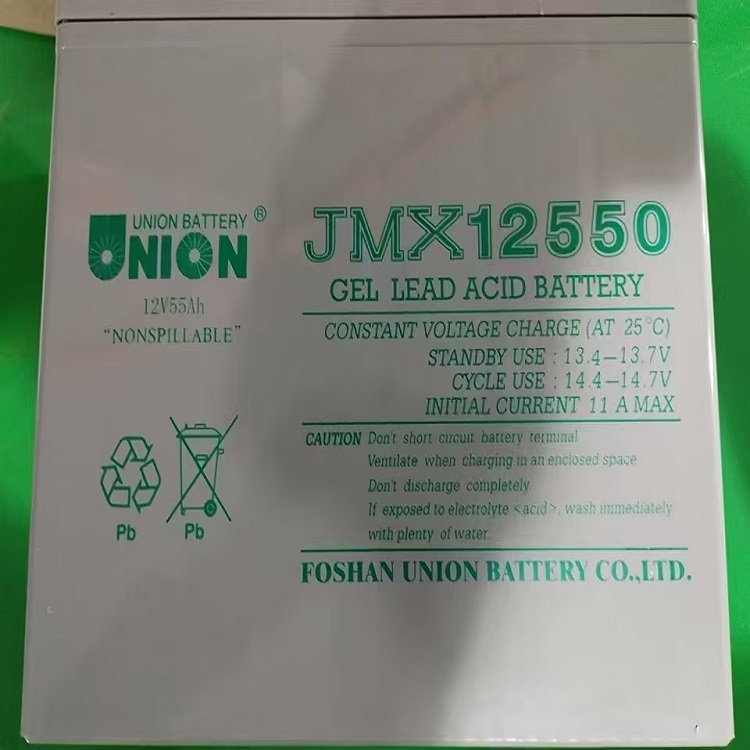 UNION BATTERY ®
UNION
12V55Ah
"NONSPILLABLE"
Pb
Pb
JMX12550
GEL LEAD ACID BATTERY
CONSTANT VOLTAGE CHARGE (AT 25°C)
STANDBY USE : 13.4—13.7V
CYCLE USE : 14.4—14.7V
INITIAL CURRENT 11 A MAX
CAUTION Don't short circuit battery terminal
Ventilate when charging in an enclosed space
Don't discharge completely.
If exposed to electrolyte <acid>, wash immediately
with plenty of water.
FOSHAN UNION BATTERY CO.,LTD.